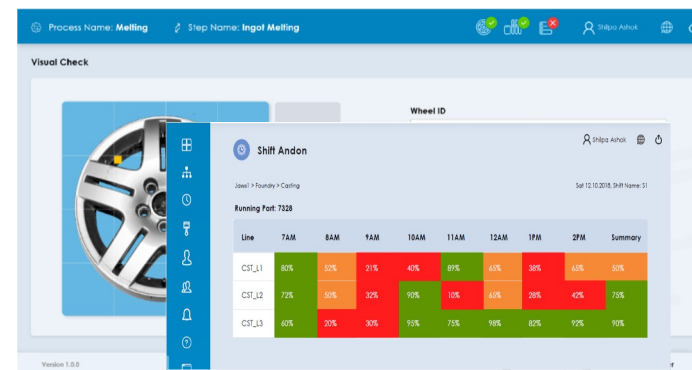 Process Name: Melting
Step Name: Ingot Melting
Shilpa Ashok
Visual Check
Wheel ID
Shift Andon
Shilpa Ashok
Jaws1 > Foundry > Casting
Sat 12.10.2018, Shift Name: S1
Running Part: 7328
Line 7AM 8AM 9AM 10AM 11AM 12AM 1PM 2PM Summary
CST_L1 80% 52% 21% 40% 89% 65% 38% 65% 50%
CST_L2 72% 50% 32% 90% 10% 65% 28% 42% 75%
CST_L3 60% 20% 30% 95% 75% 98% 82% 92% 90%
Version 1.0.0